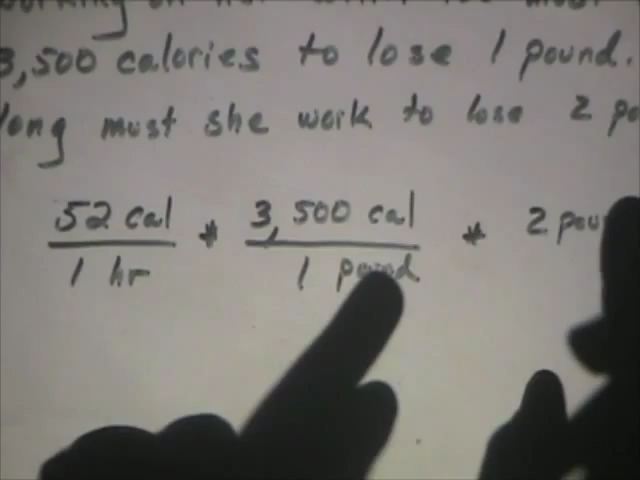 3,500 calories to lose 1 pound.
long must she work to lose 2
52 cal * 3,500 cal * 2
1 hr 1 pound